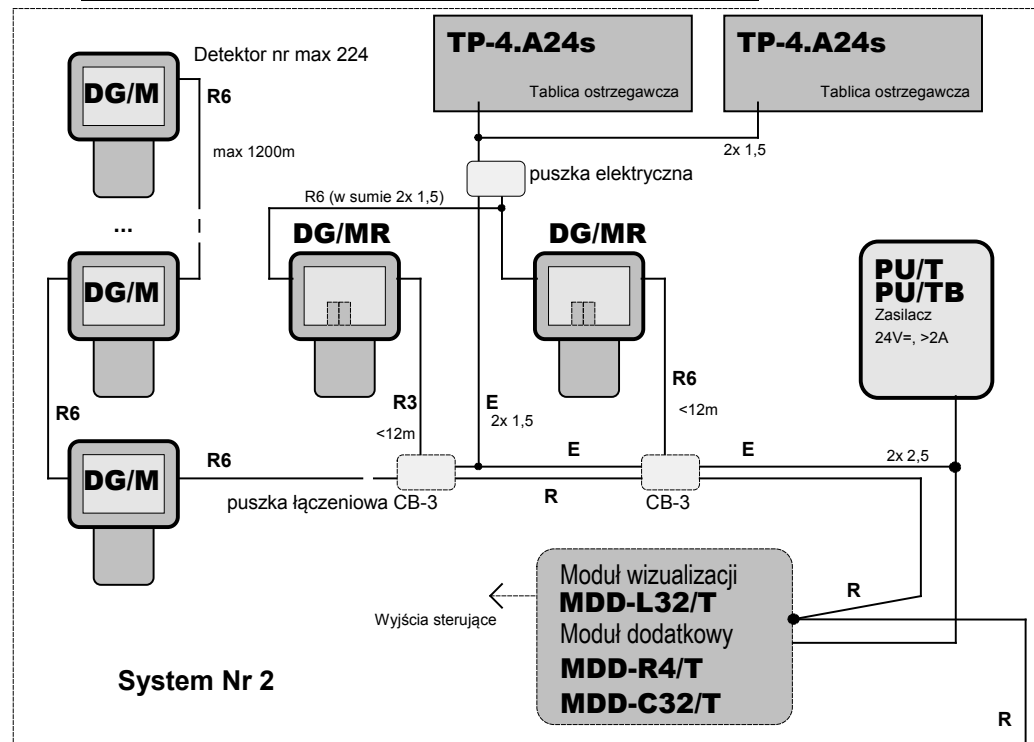 Detektor nr max 224
DG/M
R6
max 1200m
...
TP-4.A24s
Tablica ostrzegawcza
TP-4.A24s
Tablica ostrzegawcza
2x 1,5
puszka elektryczna
R6 (w sumie 2x 1,5)
DG/MR
DG/MR
DG/M
PU/T
PU/TB
Zasilacz
24V=, >2A
R6
R3
<12m
E
2x 1,5
R6
<12m
DG/M
R6
E
E
2x 2,5
puszka łączeniowa CB-3
R
CB-3
Moduł wizualizacji
MDD-L32/T
Moduł dodatkowy
MDD-R4/T
MDD-C32/T
R
Wyjścia sterujące
System Nr 2
R